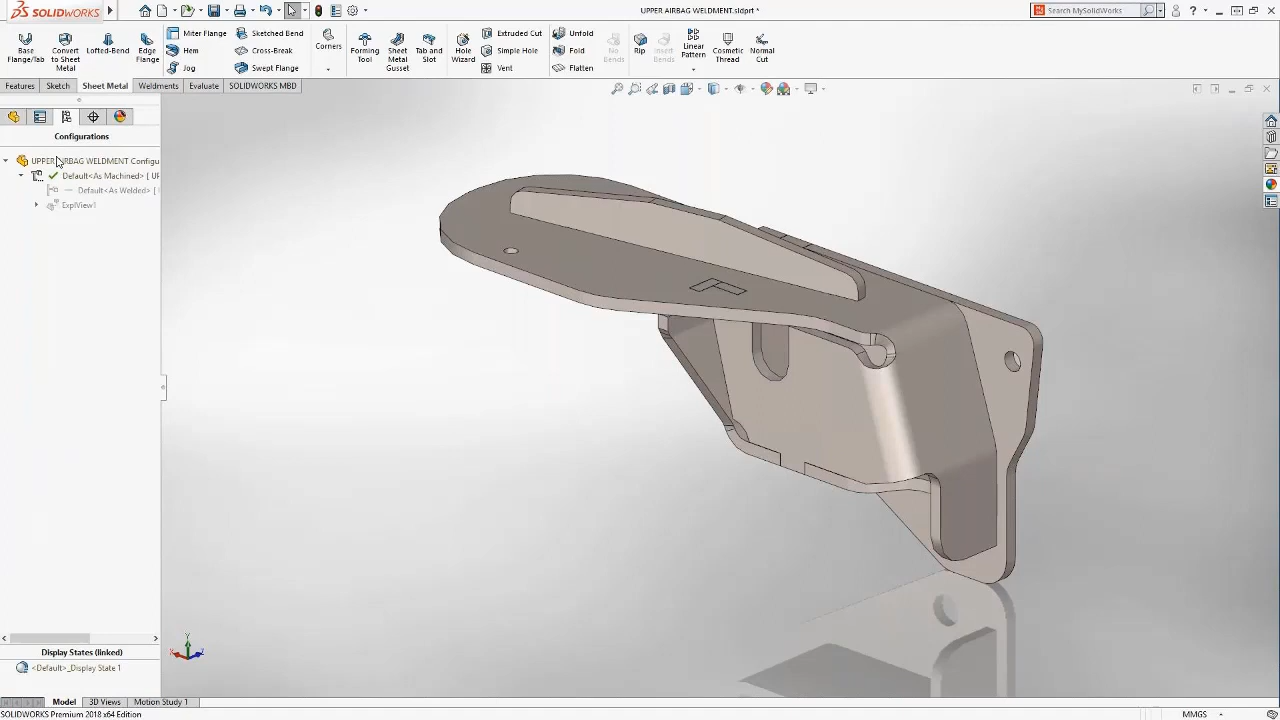 SOLIDWORKS
UPPER AIRBAG WELDMENT.sldprt *
Search MySolidWorks
Base Flange/Tab
Convert to Sheet Metal
Lofted-Bend
Edge Flange
Miter Flange
Hem
Jog
Sketched Bend
Cross-Break
Swept Flange
Corners
Forming Tool
Sheet Metal Gusset
Tab and Slot
Hole Wizard
Extruded Cut
Simple Hole
Vent
Unfold
Fold
Flatten
No Bends
Rip
Insert Bends
Linear Pattern
Cosmetic Thread
Normal Cut
Features
Sketch
Sheet Metal
Weldments
Evaluate
SOLIDWORKS MBD
Configurations
UPPER AIRBAG WELDMENT Configu
Default<As Machined> [ UP
Default<As Welded> [
ExplView1
Display States (linked)
<Default>_Display State 1
Model
3D Views
Motion Study 1
SOLIDWORKS Premium 2018 x64 Edition
MMGS
Y
X
Z